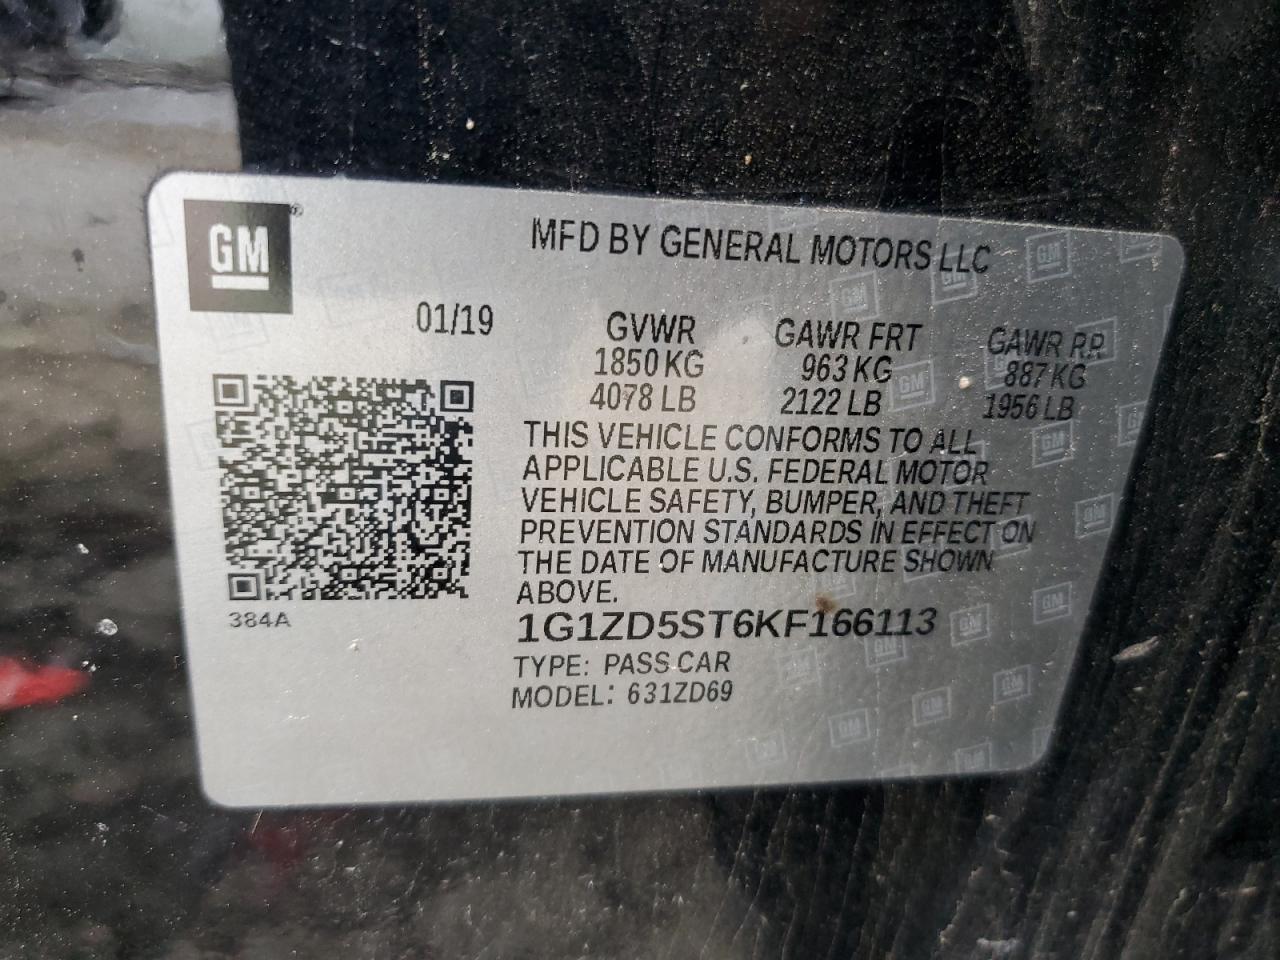 GM®
MFD BY GENERAL MOTORS LLC
01/19
GVWR GAWR FRT GAWR RR
1850 KG 963 KG 887 KG
4078 LB 2122 LB 1956 LB
THIS VEHICLE CONFORMS TO ALL
APPLICABLE U.S. FEDERAL MOTOR
VEHICLE SAFETY, BUMPER, AND THEFT
PREVENTION STANDARDS IN EFFECT ON
THE DATE OF MANUFACTURE SHOWN
ABOVE.
384A
1G1ZD5ST6KF166113
TYPE: PASS CAR
MODEL: 631ZD69